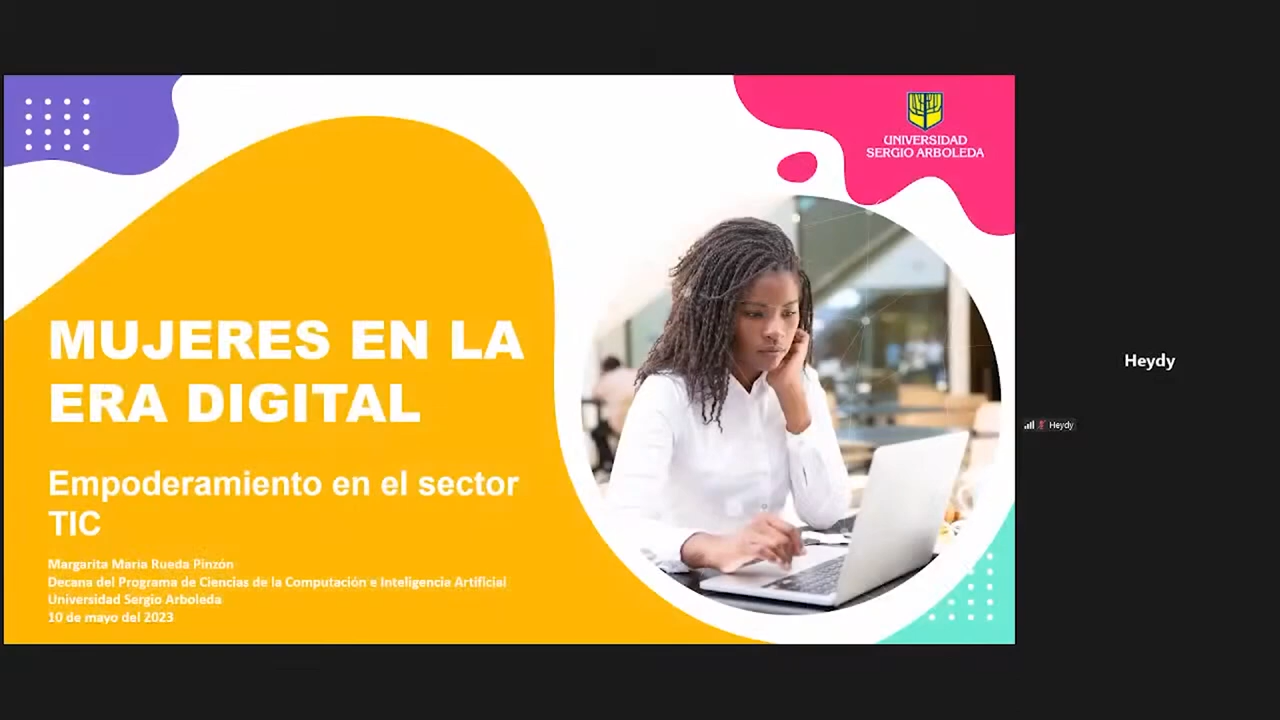 UNIVERSIDAD
SERGIO ARBOLEDA
MUJERES EN LA
ERA DIGITAL
Empoderamiento en el sector
TIC
Margarita María Rueda Pinzón
Decana del Programa de Ciencias de la Computación e Inteligencia Artificial
Universidad Sergio Arboleda
10 de mayo del 2023
Heydy
Heydy